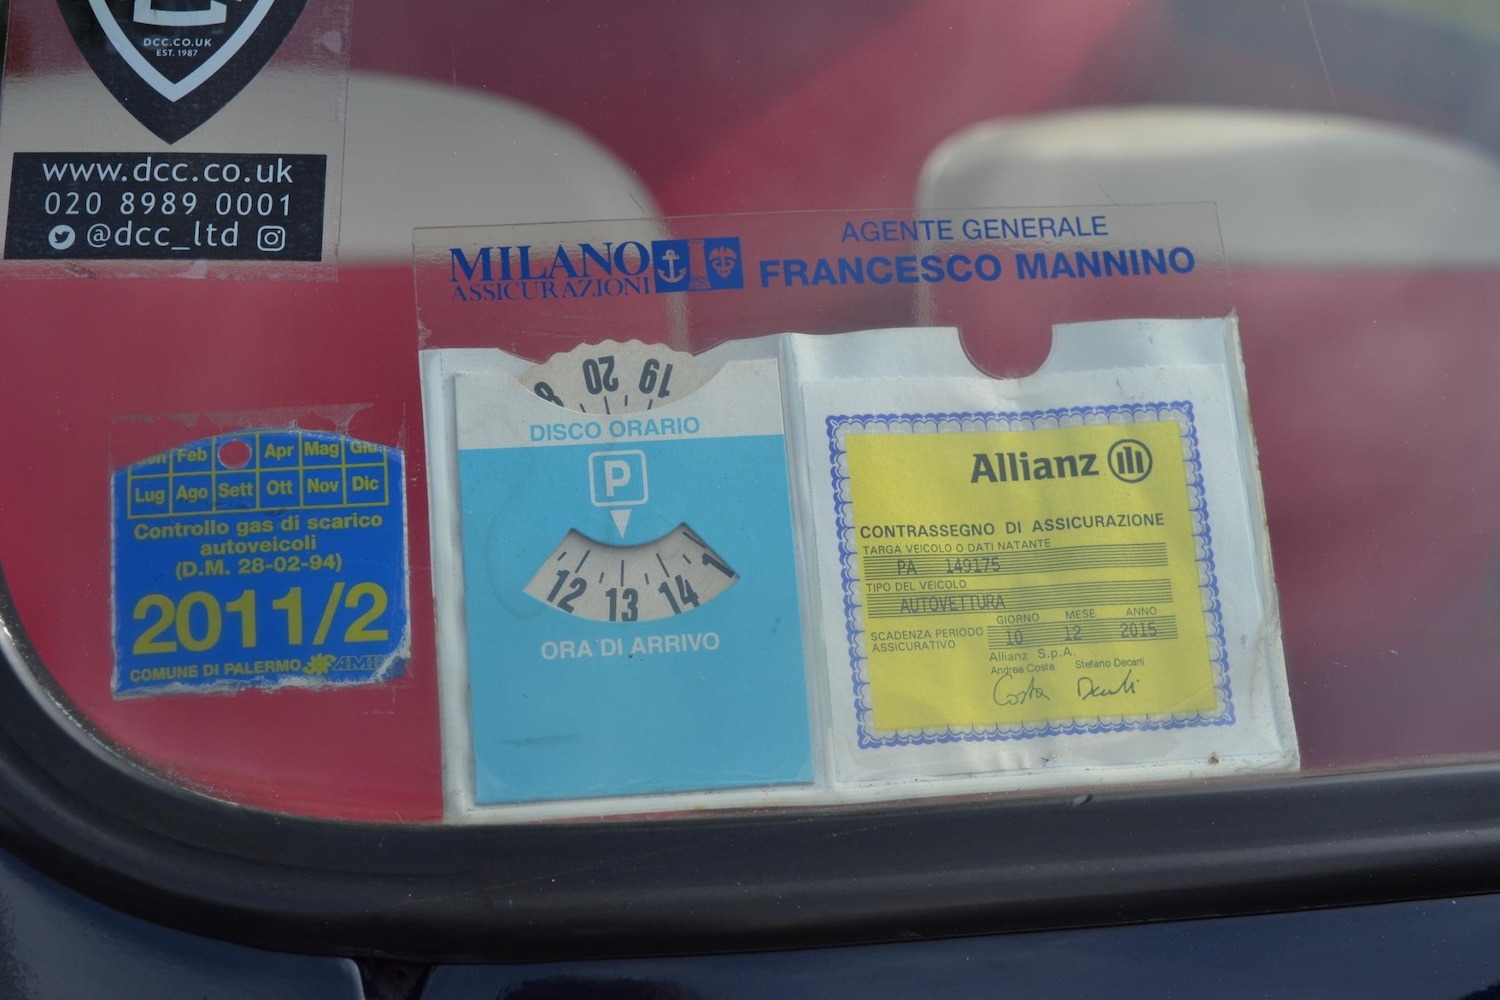 DCC.CO.UK
EST. 1987
www.dcc.co.uk
020 8989 0001
@dcc_ltd
MILANO
ASSICURAZIONI
AGENTE GENERALE
FRANCESCO MANNINO
20 19
DISCO ORARIO
P
12 13 14
ORA DI ARRIVO
Allianz
CONTRASSEGNO DI ASSICURAZIONE
TARGA VEICOLO O DATI NATANTE
PA 149175
TIPO DEL VEICOLO
AUTOVETTURA
SCADENZA PERIODO
ASSICURATIVO
GIORNO MESE ANNO
10 12 2015
Allianz S.p.A.
Andrea Costa Stefano Decarli
Costa Decarli
Feb Apr Mag Giu
Lug Ago Sett Ott Nov Dic
Controllo gas di scarico
autoveicoli
(D.M. 28-02-94)
2011/2
COMUNE DI PALERMO